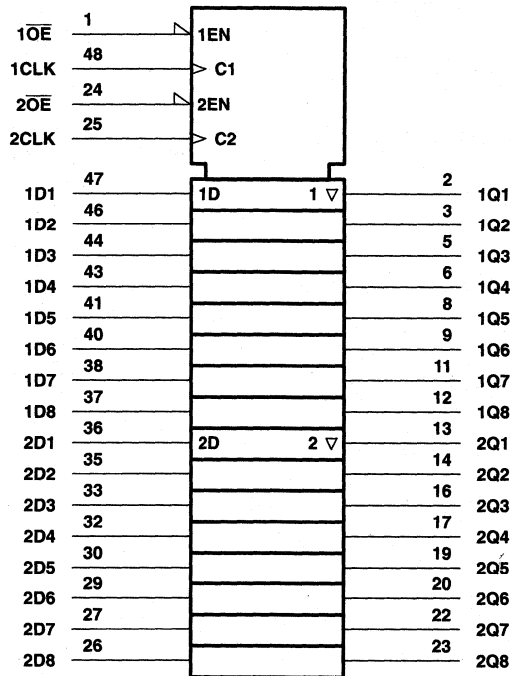 1O̅E̅ 1 1EN
1CLK 48 C1
2O̅E̅ 24 2EN
2CLK 25 C2
1D1 47 1D 1 ▽ 2 1Q1
1D2 46 3 1Q2
1D3 44 5 1Q3
1D4 43 6 1Q4
1D5 41 8 1Q5
1D6 40 9 1Q6
1D7 38 11 1Q7
1D8 37 12 1Q8
2D1 36 2D 2 ▽ 13 2Q1
2D2 35 14 2Q2
2D3 33 16 2Q3
2D4 32 17 2Q4
2D5 30 19 2Q5
2D6 29 20 2Q6
2D7 27 22 2Q7
2D8 26 23 2Q8